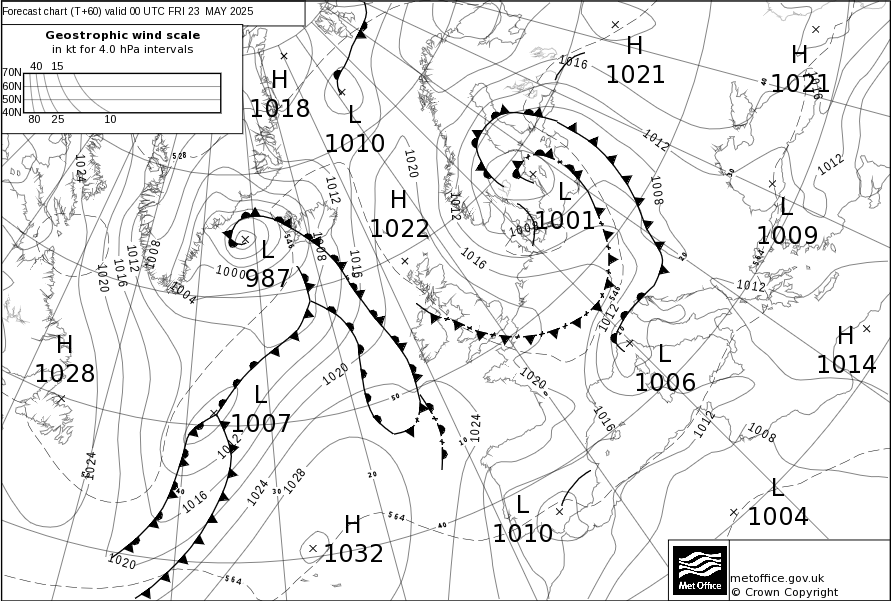 Forecast chart (T+60) valid 00 UTC FRI 23 MAY 2025
Geostrophic wind scale
in kt for 4.0 hPa intervals
40 15
70N
60N
50N
40N
80 25 10
H
1018
L
1010
H
1021
H
1021
1016
1016
1012
1012
528
1024
1020
1012
1012
1008
H
1022
L
1001
L
1009
1008
1012
1016
1020
546
1008
1016
L
987
1000
1004
1016
1012
1012
546
564
H
1028
1020
1020
L
1006
H
1014
L
1007
1012
1024
1016
1012
1008
50
10
0
20
30
40
1024
1016
1024
1028
L
1010
L
1004
H
1032
564
40
1020
564
Met Office
metoffice.gov.uk
© Crown Copyright